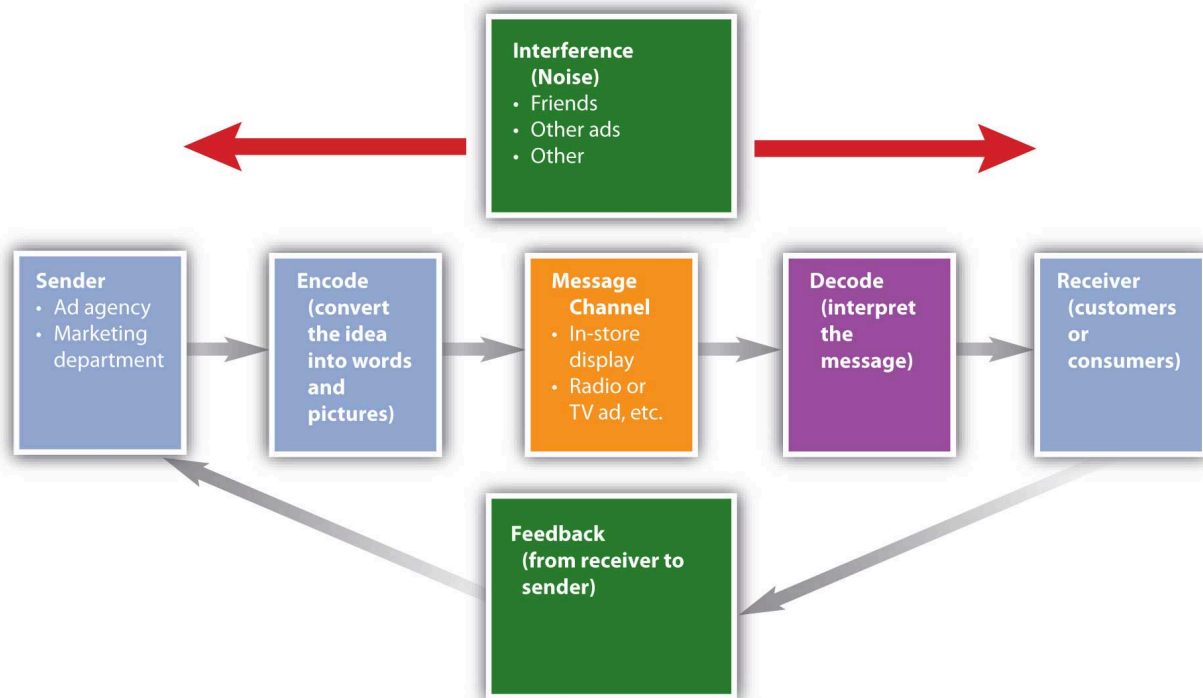 Interference
(Noise)
• Friends
• Other ads
• Other
Sender
• Ad agency
• Marketing
department
Encode
(convert
the idea
into words
and
pictures)
Message
Channel
• In-store
display
• Radio or
TV ad, etc.
Decode
(interpret
the
message)
Receiver
(customers
or
consumers)
Feedback
(from receiver to
sender)